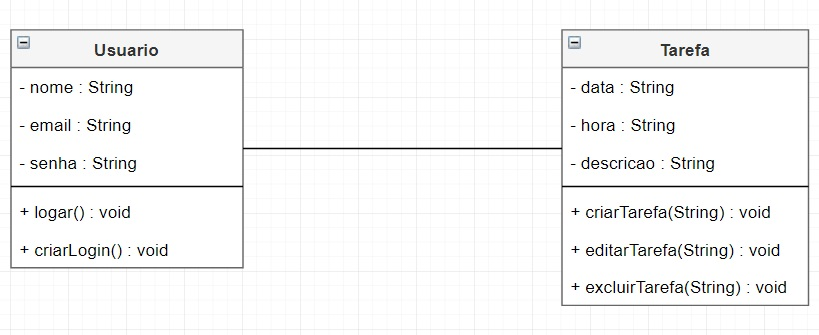 Usuario
- nome : String
- email : String
- senha : String
+ logar() : void
+ criarLogin() : void
Tarefa
- data : String
- hora : String
- descricao : String
+ criarTarefa(String) : void
+ editarTarefa(String) : void
+ excluirTarefa(String) : void